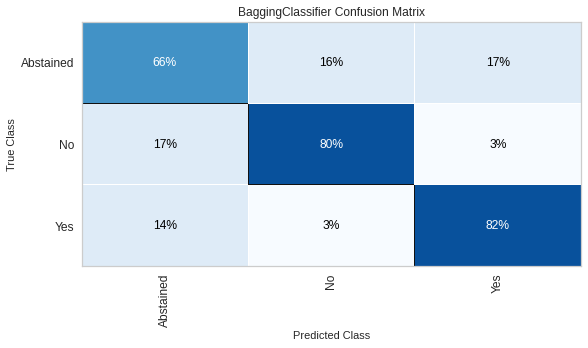 BaggingClassifier Confusion Matrix
Abstained 66% 16% 17%
No 17% 80% 3%
Yes 14% 3% 82%
True Class
Abstained No Yes
Predicted Class